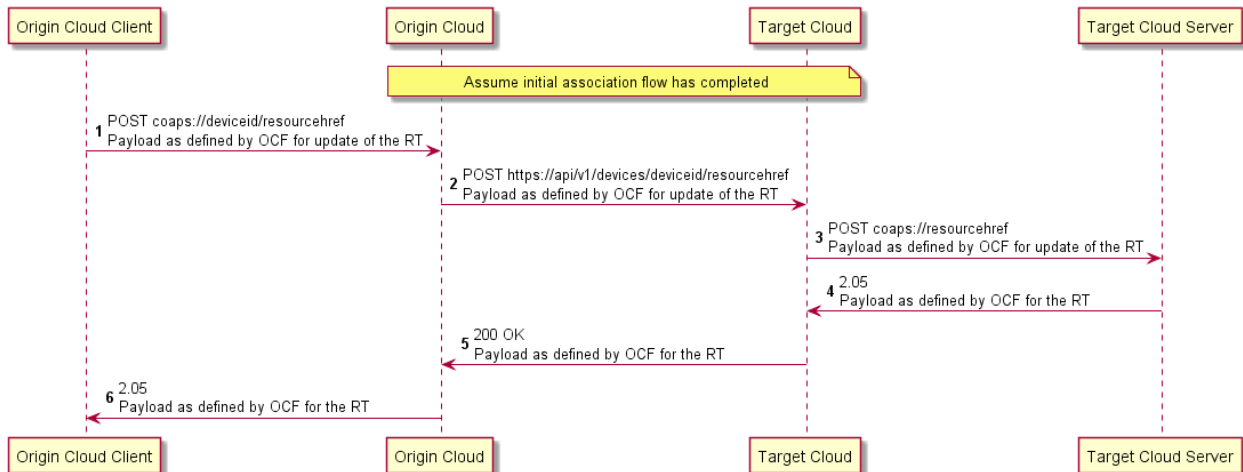 Origin Cloud Client
Origin Cloud
Target Cloud
Target Cloud Server
Assume initial association flow has completed
1 POST coaps://deviceid/resourcehref
Payload as defined by OCF for update of the RT
2 POST https://api/v1/devices/deviceid/resourcehref
Payload as defined by OCF for update of the RT
3 POST coaps://resourcehref
Payload as defined by OCF for update of the RT
4 2.05
Payload as defined by OCF for the RT
5 200 OK
Payload as defined by OCF for the RT
6 2.05
Payload as defined by OCF for the RT
Origin Cloud Client
Origin Cloud
Target Cloud
Target Cloud Server